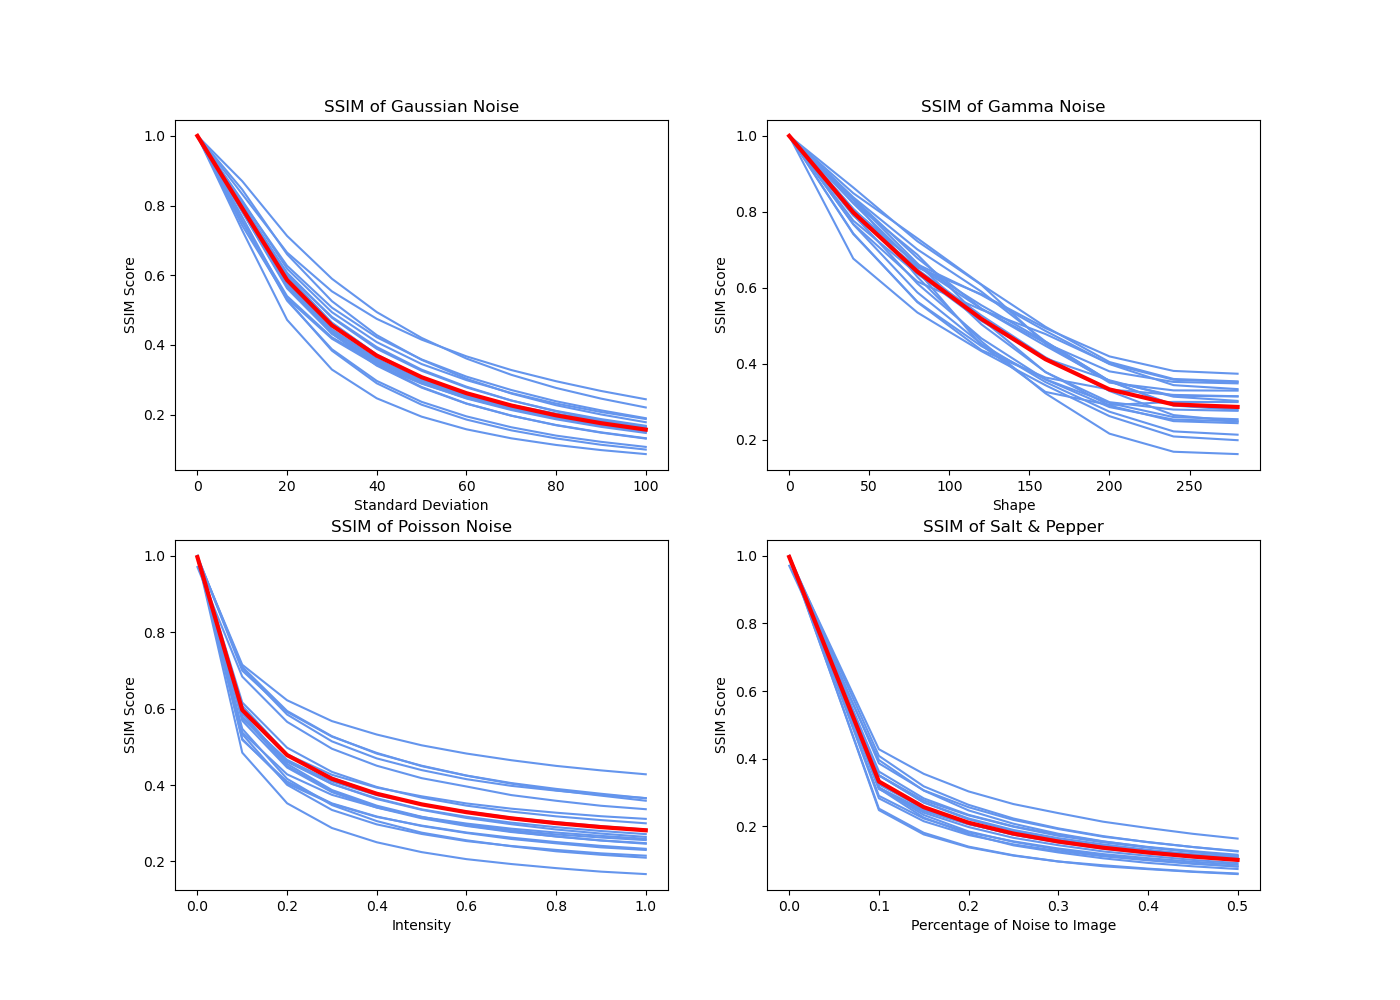 SSIM of Gaussian Noise
1.0
0.8
0.6
0.4
0.2
SSIM Score
0 20 40 60 80 100
Standard Deviation
SSIM of Gamma Noise
1.0
0.8
0.6
0.4
0.2
SSIM Score
0 50 100 150 200 250
Shape
SSIM of Poisson Noise
1.0
0.8
0.6
0.4
0.2
SSIM Score
0.0 0.2 0.4 0.6 0.8 1.0
Intensity
SSIM of Salt & Pepper
1.0
0.8
0.6
0.4
0.2
SSIM Score
0.0 0.1 0.2 0.3 0.4 0.5
Percentage of Noise to Image